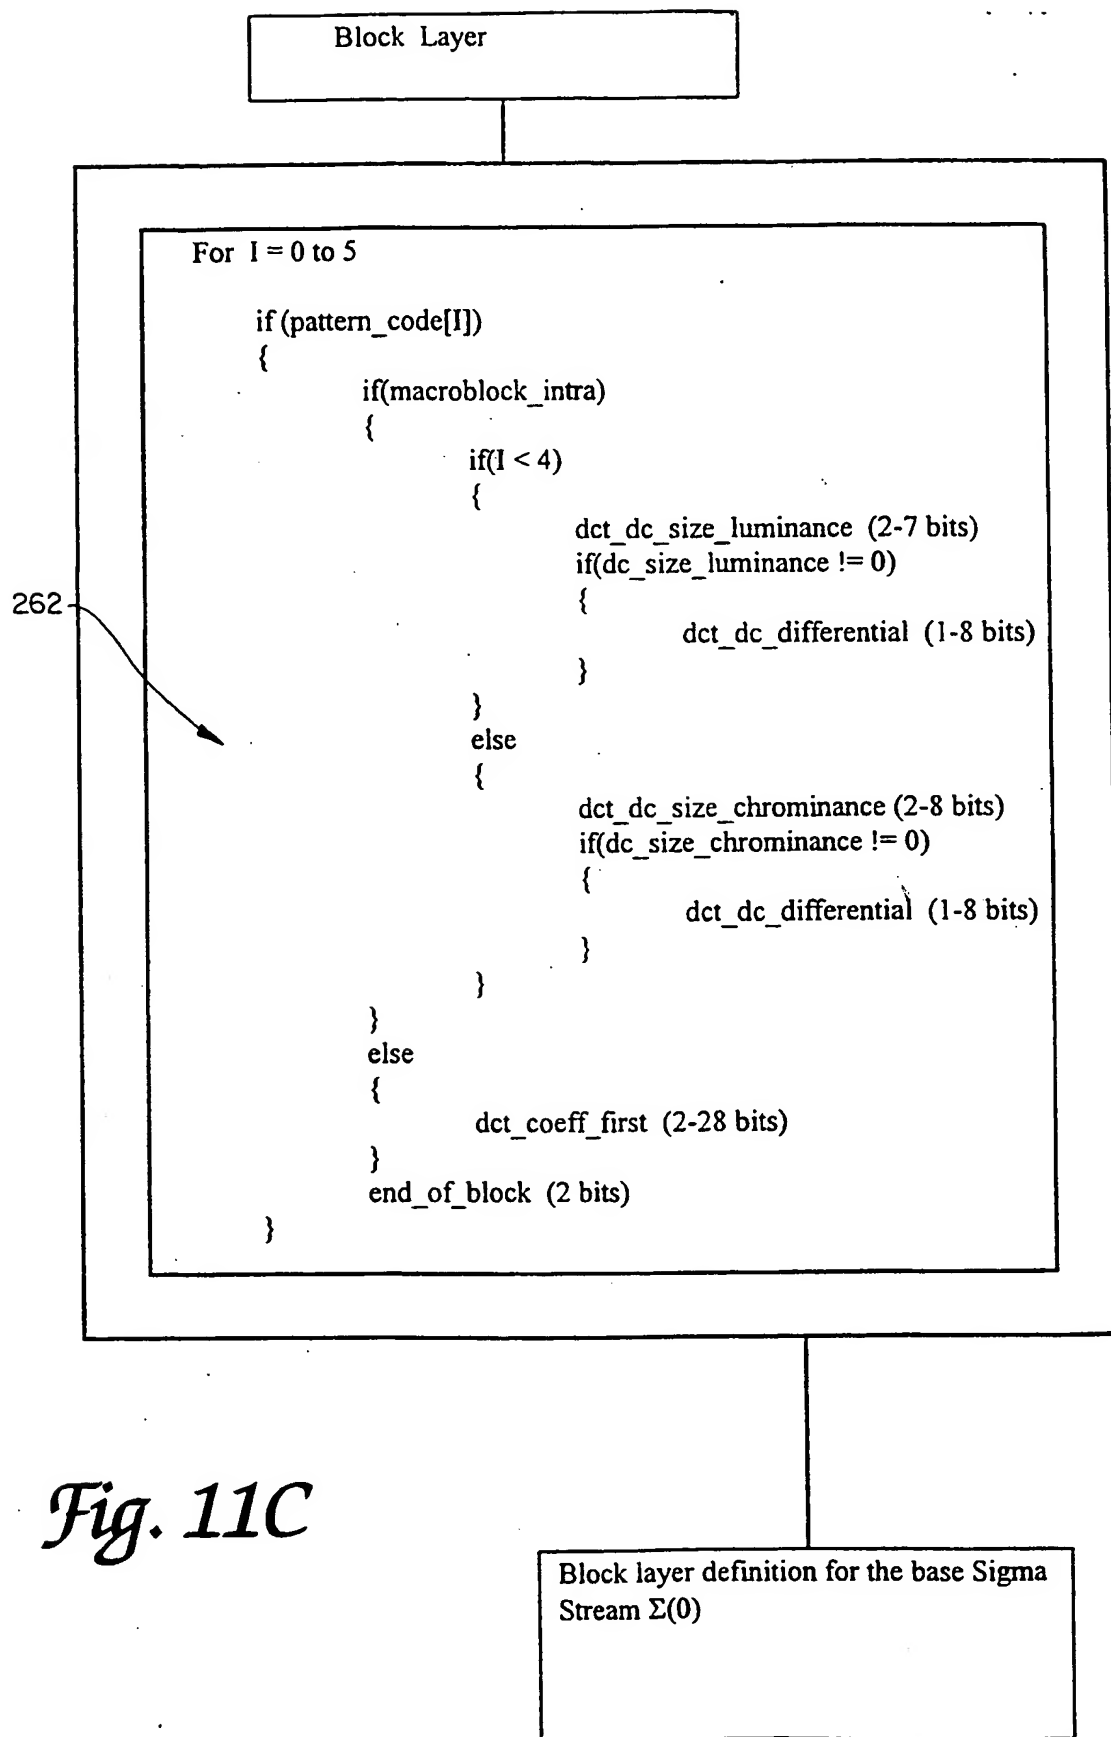 Block Layer
For I = 0 to 5
if (pattern_code[I])
{
if(macroblock_intra)
{
if(I < 4)
{
dct_dc_size_luminance (2-7 bits)
if(dc_size_luminance != 0)
{
dct_dc_differential (1-8 bits)
}
}
else
{
dct_dc_size_chrominance (2-8 bits)
if(dc_size_chrominance != 0)
{
dct_dc_differential (1-8 bits)
}
}
}
else
{
dct_coeff_first (2-28 bits)
}
end_of_block (2 bits)
}
262
Fig. 11C
Block layer definition for the base Sigma
Stream Σ(0)